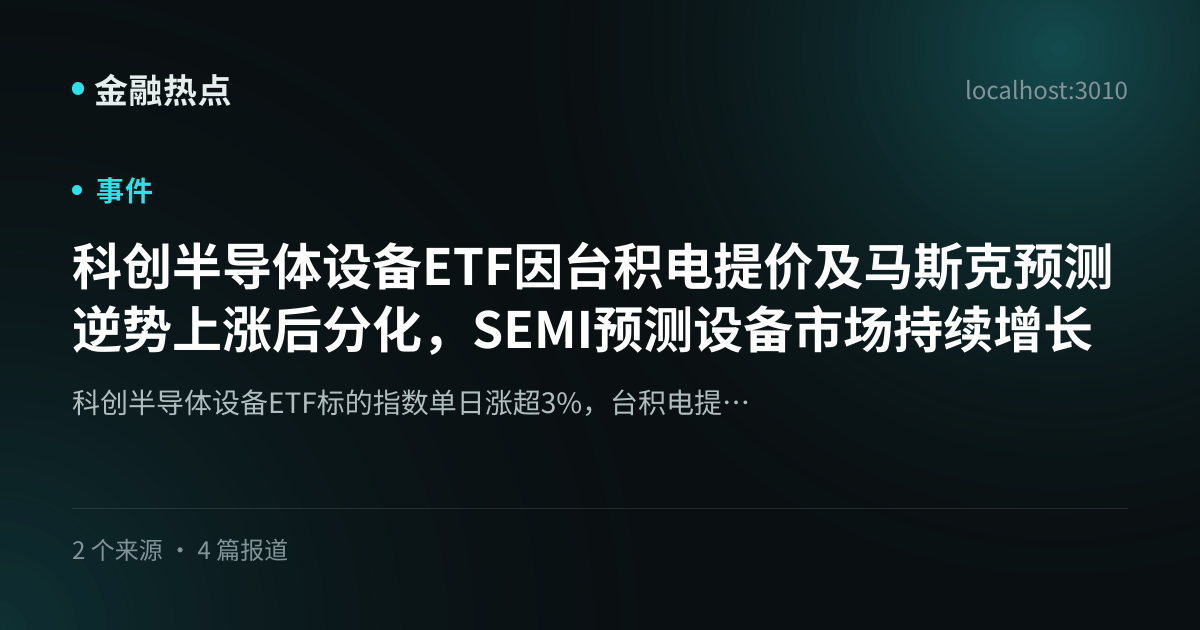 金融热点
localhost:3010
事件
科创半导体设备ETF因台积电提价及马斯克预测
逆势上涨后分化，SEMI预测设备市场持续增长
科创半导体设备ETF标的指数单日涨超3%，台积电提…
2 个来源 · 4 篇报道